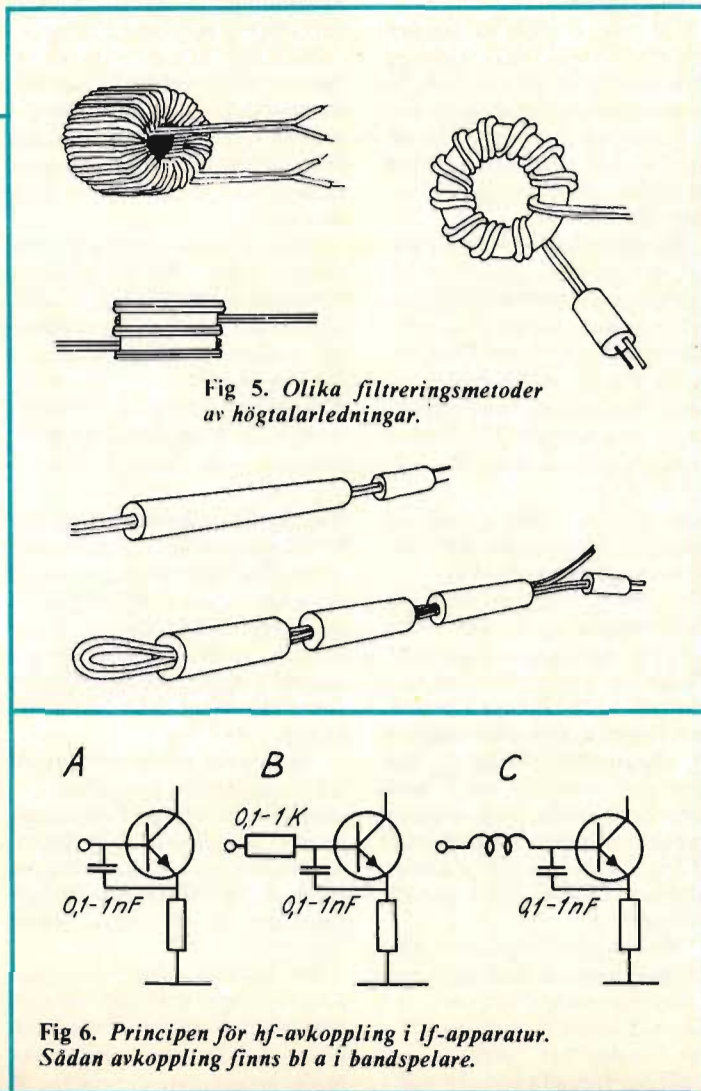 Fig 5. Olika filtreringsmetoder
av högtalarledningar.
A
B
C
0,1-1K
0,1-1nF
0,1-1nF
0,1-1nF
Fig 6. Principen för hf-avkoppling i lf-apparatur.
Sådan avkoppling finns bl a i bandspelare.